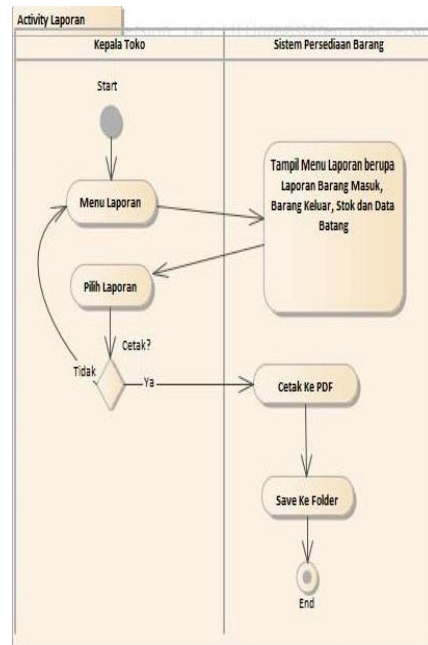 Activity Laporan
Kepala Toko
Sistem Persediaan Barang
Start
Menu Laporan
Tampil Menu Laporan berupa
Laporan Barang Masuk,
Barang Keluar, Stok dan Data
Batang
Pilih Laporan
Cetak?
Tidak
Ya
Cetak Ke PDF
Save Ke Folder
End